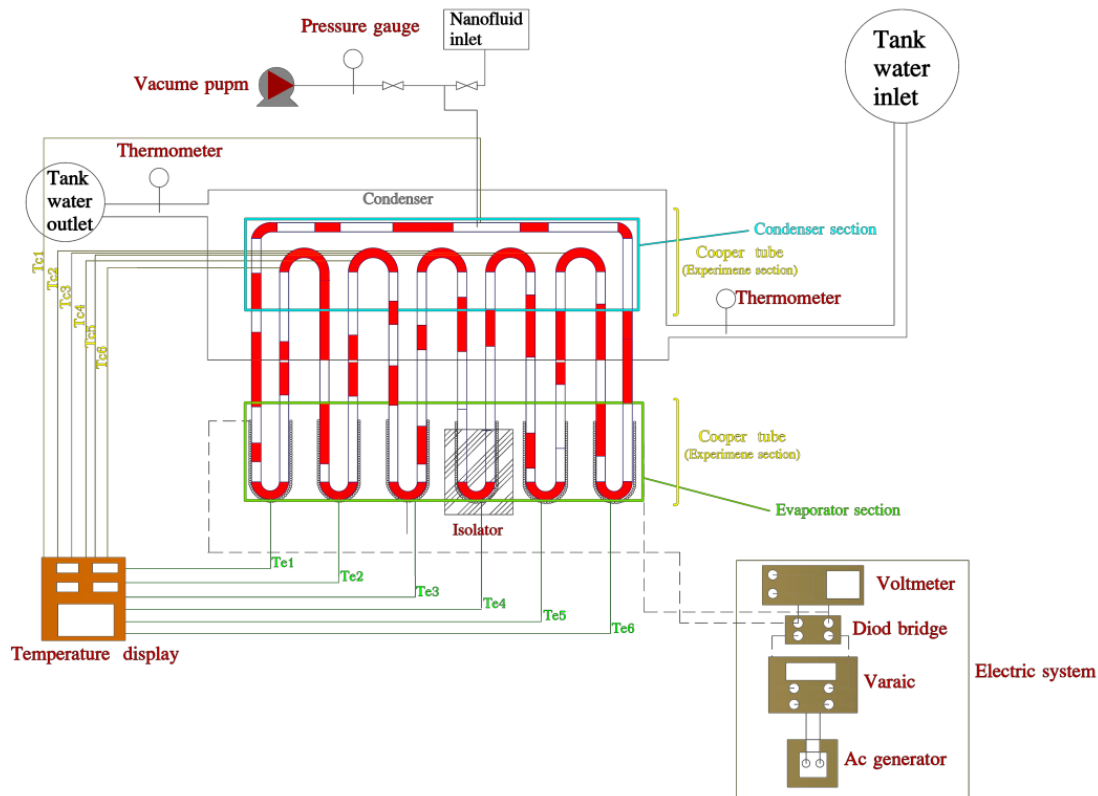 Pressure gauge
Nanofluid
inlet
Vacume pupm
Tank
water
inlet
Thermometer
Tank
water
outlet
Condenser
Condenser section
Cooper tube
(Experimene section)
Tc1
Tc2
Tc3
Tc4
Tc5
Tc6
Thermometer
Cooper tube
(Experimene section)
Evaporator section
Isolator
Te1
Te2
Te3
Te4
Te5
Te6
Temperature display
Voltmeter
Diod bridge
Electric system
Varaic
Ac generator